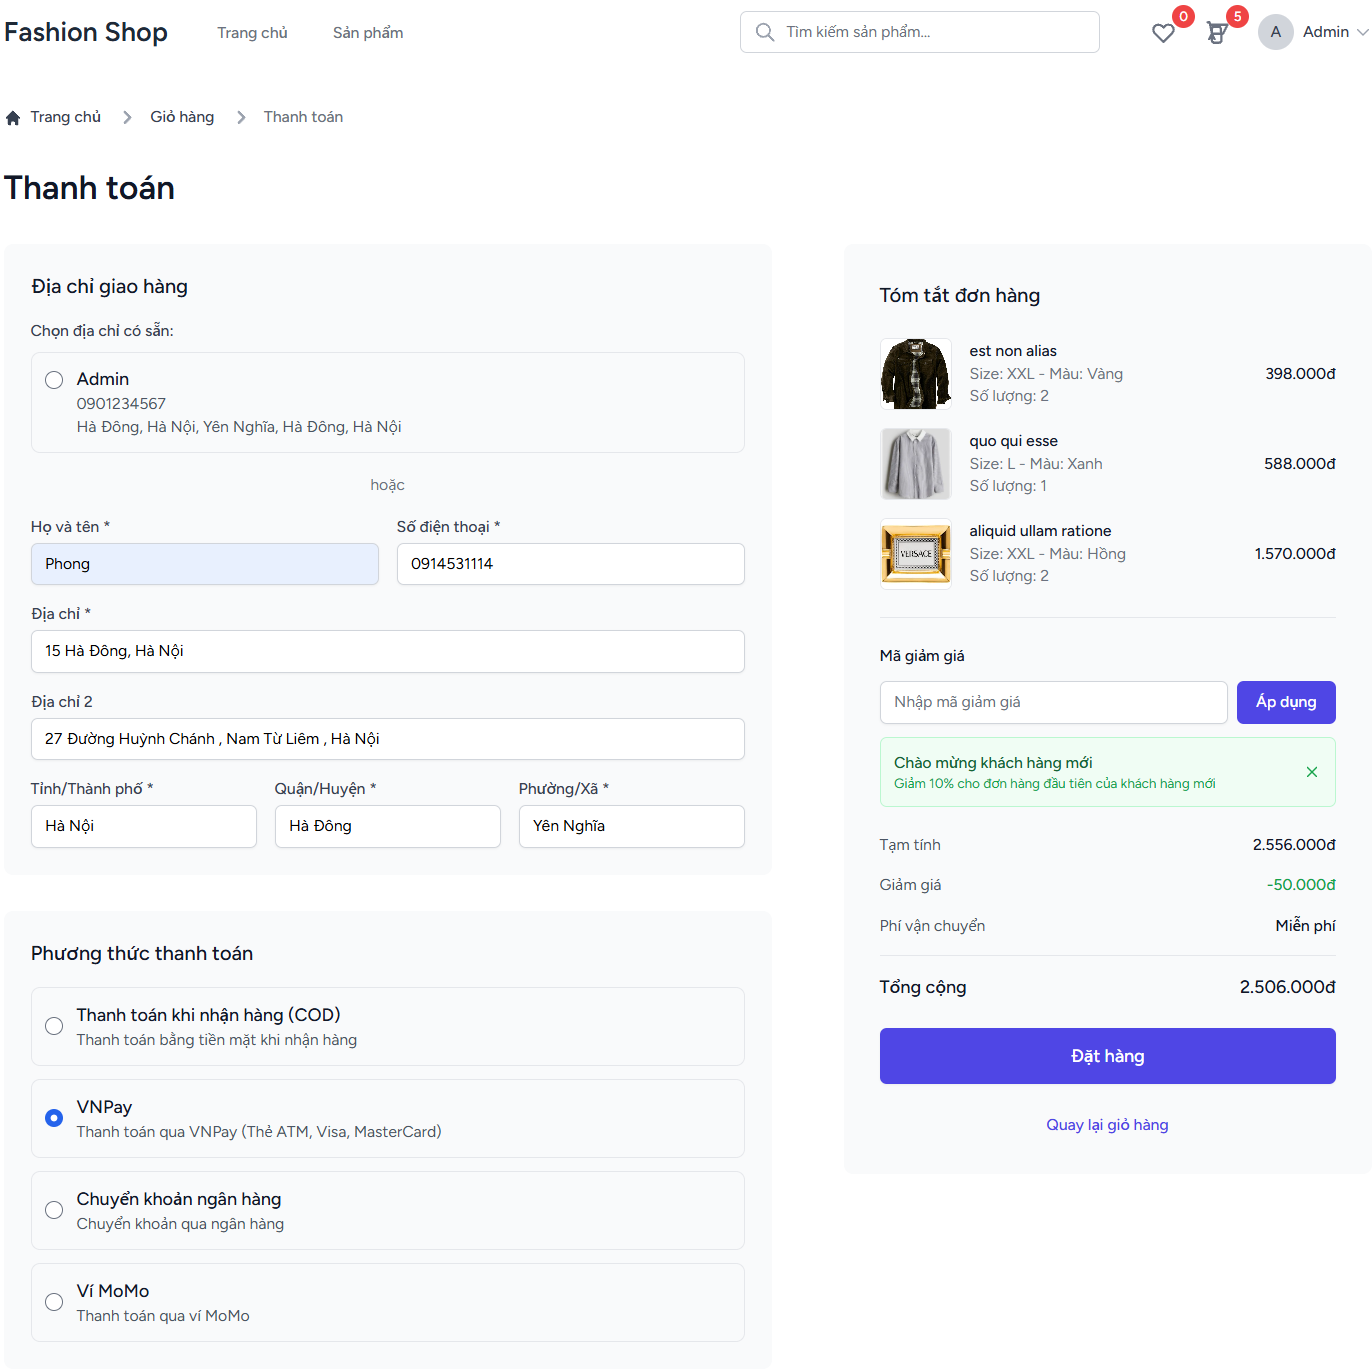 Fashion Shop
Trang chủ
Sản phẩm
Tìm kiếm sản phẩm...
0
5
A
Admin
Trang chủ
Giỏ hàng
Thanh toán
Thanh toán
Địa chỉ giao hàng
Chọn địa chỉ có sẵn:
Admin
0901234567
Hà Đông, Hà Nội, Yên Nghĩa, Hà Đông, Hà Nội
hoặc
Họ và tên *
Số điện thoại *
Phong
0914531114
Địa chỉ *
15 Hà Đông, Hà Nội
Địa chỉ 2
27 Đường Huỳnh Chánh , Nam Từ Liêm , Hà Nội
Tỉnh/Thành phố *
Quận/Huyện *
Phường/Xã *
Hà Nội
Hà Đông
Yên Nghĩa
Phương thức thanh toán
Thanh toán khi nhận hàng (COD)
Thanh toán bằng tiền mặt khi nhận hàng
VNPay
Thanh toán qua VNPay (Thẻ ATM, Visa, MasterCard)
Chuyển khoản ngân hàng
Chuyển khoản qua ngân hàng
Ví MoMo
Thanh toán qua ví MoMo
Tóm tắt đơn hàng
est non alias
Size: XXL - Màu: Vàng
Số lượng: 2
398.000đ
quo qui esse
Size: L - Màu: Xanh
Số lượng: 1
588.000đ
VERSACE
aliquid ullam ratione
Size: XXL - Màu: Hồng
Số lượng: 2
1.570.000đ
Mã giảm giá
Nhập mã giảm giá
Áp dụng
Chào mừng khách hàng mới
Giảm 10% cho đơn hàng đầu tiên của khách hàng mới
Tạm tính
2.556.000đ
Giảm giá
-50.000đ
Phí vận chuyển
Miễn phí
Tổng cộng
2.506.000đ
Đặt hàng
Quay lại giỏ hàng